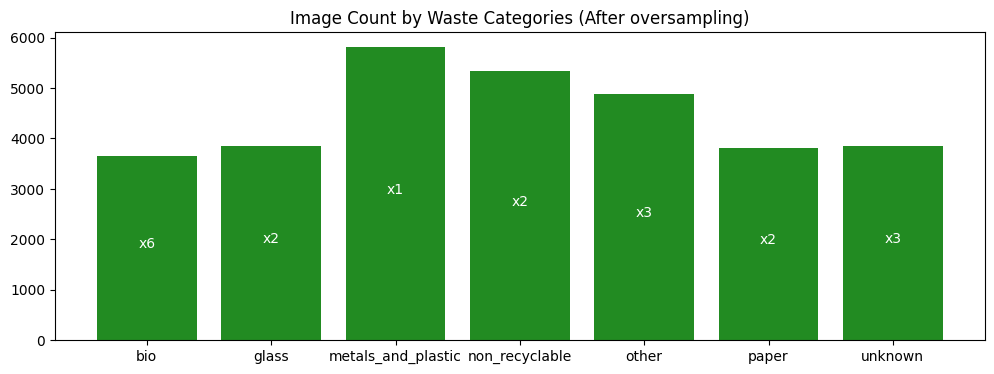 Image Count by Waste Categories (After oversampling)
6000
5000
4000
3000
2000
1000
0
x6
x2
x1
x2
x3
x2
x3
bio
glass
metals_and_plastic
non_recyclable
other
paper
unknown